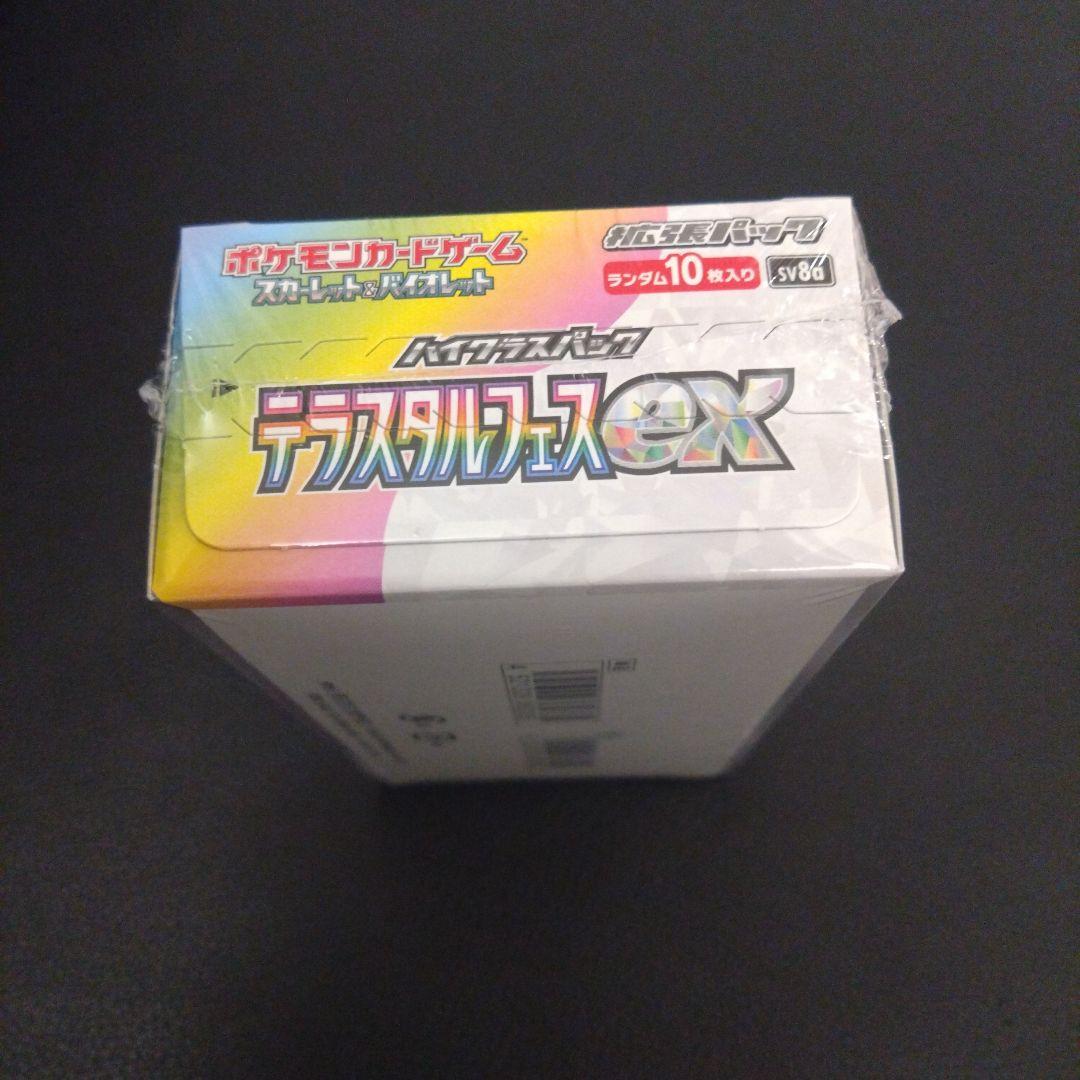 ポケモンカードゲーム
スカーレット&バイオレット
拡張パック
ランダム10枚入り
SV8a
ハイクラスパック
テラスタルフェスex